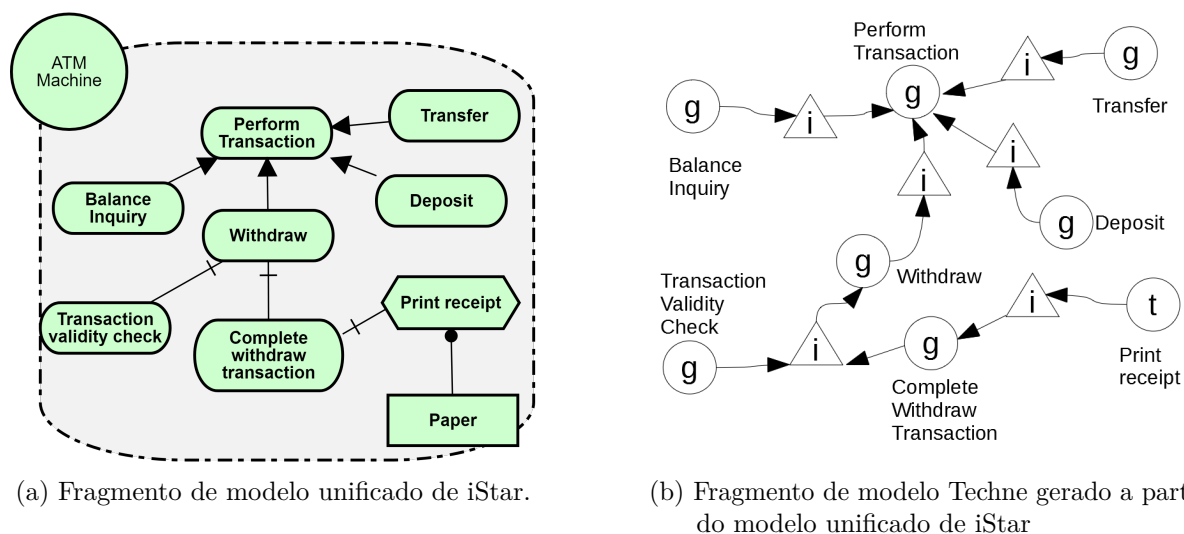 ATM
Machine
Perform
Transaction
Transfer
Balance
Inquiry
Deposit
Withdraw
Transaction
validity check
Complete
withdraw
transaction
Print receipt
Paper
(a) Fragmento de modelo unificado de iStar.
Perform
Transaction
g
i
g
Transfer
g
i
g
Balance
Inquiry
i
i
g
Deposit
g
Withdraw
Transaction
Validity
Check
g
i
g
Complete
Withdraw
Transaction
i
t
Print
receipt
(b) Fragmento de modelo Techne gerado a part
do modelo unificado de iStar